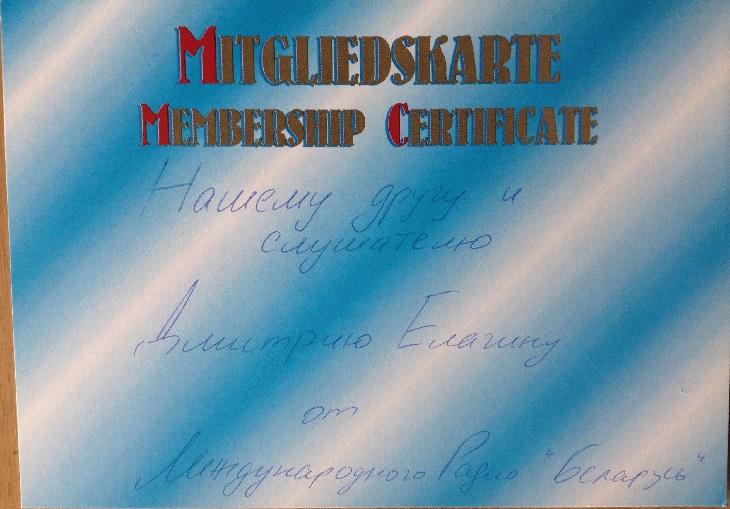 MITGLIEDSKARTE
MEMBERSHIP CERTIFICATE
Нашему другу и
слушателю
Дмитрию Елагину
от
Международного Радио "Беларусь"